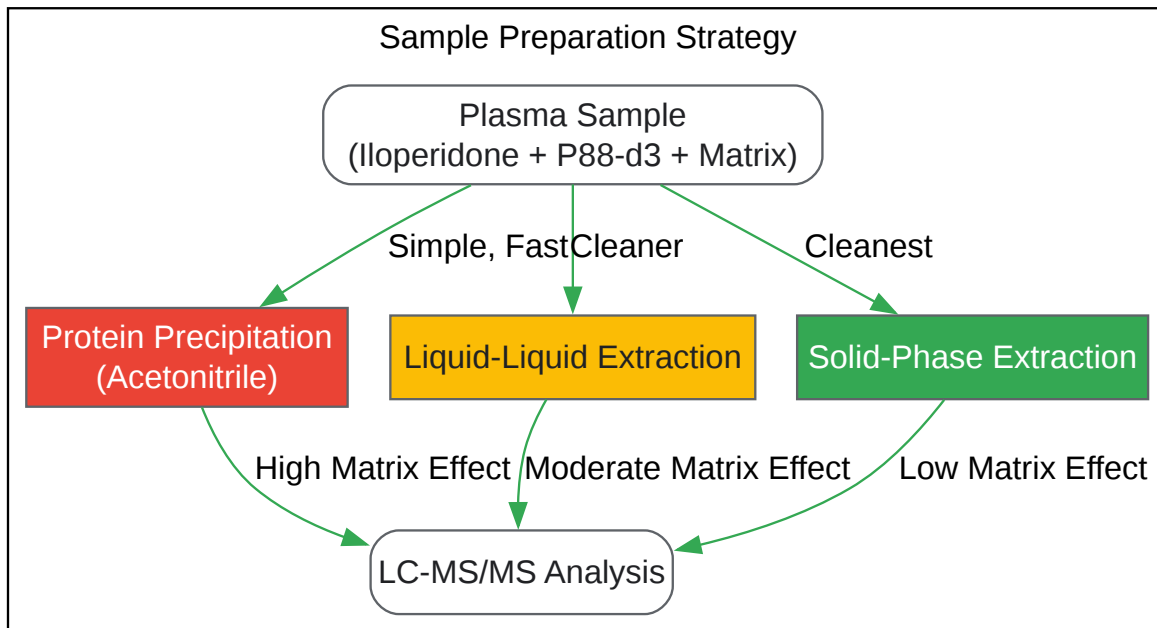 Sample Preparation Strategy
Plasma Sample
(Iloperidone + P88-d3 + Matrix)
Simple, Fast
Cleaner
Cleanest
Protein Precipitation
(Acetonitrile)
Liquid-Liquid Extraction
Solid-Phase Extraction
High Matrix Effect
Moderate Matrix Effect
Low Matrix Effect
LC-MS/MS Analysis